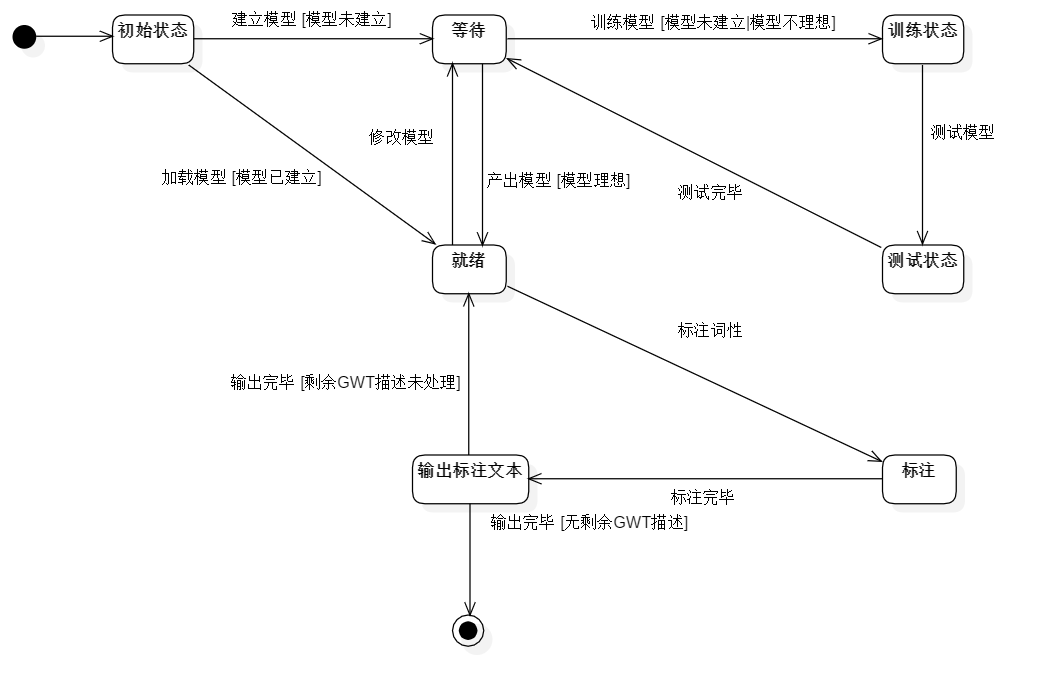 初始状态
建立模型 [模型未建立]
等待
训练模型 [模型未建立|模型不理想]
训练状态
修改模型
测试模型
加载模型 [模型已建立]
产出模型 [模型理想]
测试完毕
就绪
测试状态
标注词性
输出完毕 [剩余GWT描述未处理]
输出标注文本
标注
标注完毕
输出完毕 [无剩余GWT描述]